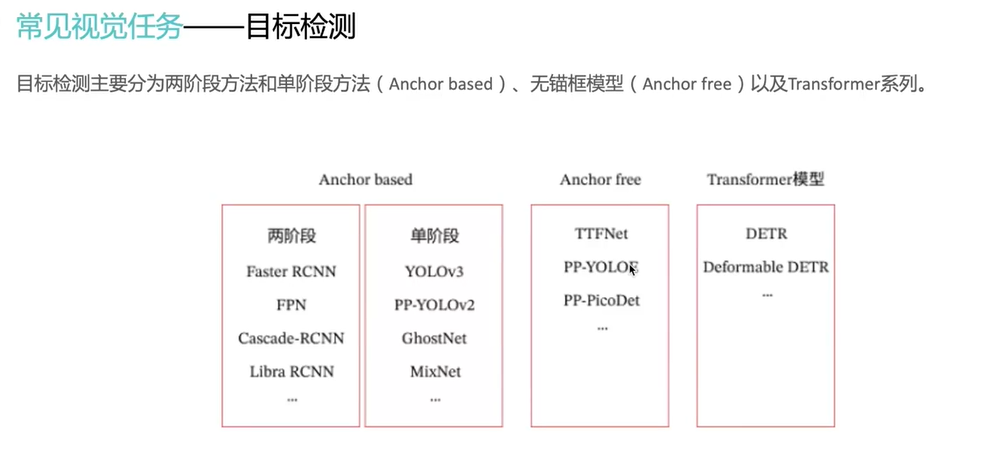 常见视觉任务——目标检测
目标检测主要分为两阶段方法和单阶段方法（Anchor based）、无锚框模型（Anchor free）以及Transformer系列。
Anchor based
两阶段
Faster RCNN
FPN
Cascade-RCNN
Libra RCNN
...
单阶段
YOLOv3
PP-YOLOv2
GhostNet
MixNet
...
Anchor free
TTFNet
PP-YOLOE
PP-PicoDet
...
Transformer模型
DETR
Deformable DETR
...